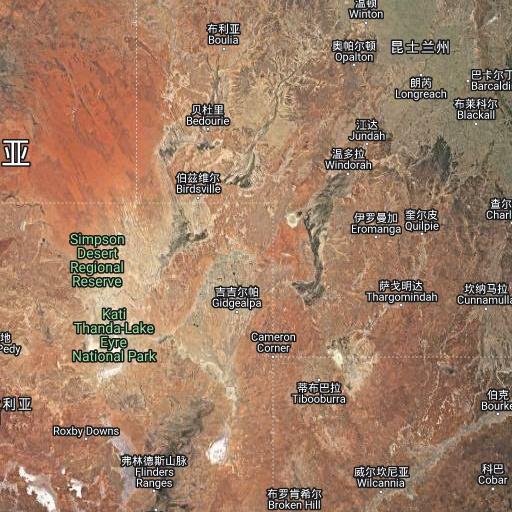 温顿
Winton
布利亚
Boulia
奥帕尔顿
Opalton
昆士兰州
朗芮
Longreach
巴卡尔丁
Barcaldin
布莱科尔
Blackall
贝杜里
Bedourie
江达
Jundah
亚
温多拉
Windorah
伯兹维尔
Birdsville
查尔
Charl
伊罗曼加
Eromanga
奎尔皮
Quilpie
Simpson
Desert
Regional
Reserve
吉吉尔帕
Gidgealpa
萨戈明达
Thargomindah
坎纳马拉
Cunnamulla
Kati
Thanda-Lake
Eyre
National Park
地
Pedy
Cameron
Corner
蒂布巴拉
Tibooburra
利亚
伯克
Bourke
Roxby Downs
弗林德斯山脉
Flinders
Ranges
威尔坎尼亚
Wilcannia
科巴
Cobar
布罗肯希尔
Broken Hill